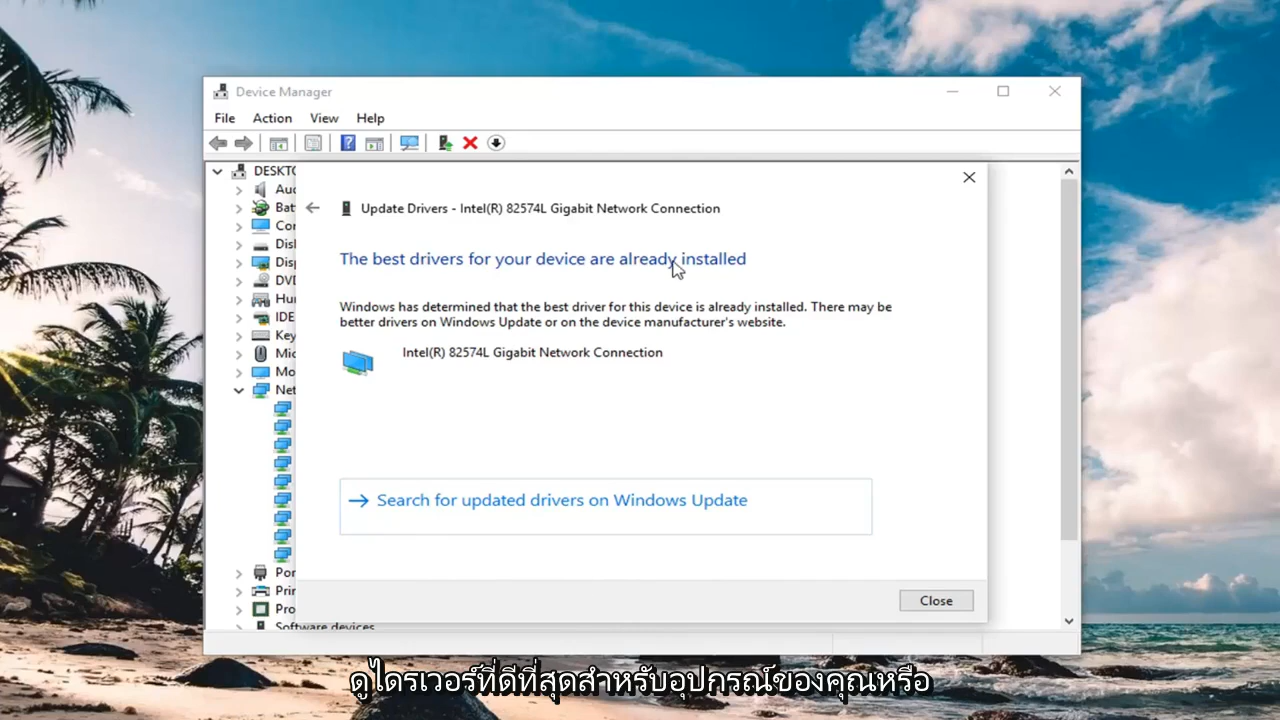 Device Manager
File Action View Help
DESKTO
Update Drivers - Intel(R) 82574L Gigabit Network Connection
The best drivers for your device are already installed
Windows has determined that the best driver for this device is already installed. There may be
better drivers on Windows Update or on the device manufacturer's website.
Intel(R) 82574L Gigabit Network Connection
Search for updated drivers on Windows Update
Close
Au
Bat
Cor
Disl
Disp
DVI
Hu
IDE
Key
Mic
Mo
Net
Por
Prin
Pro
Software devices
ดูไดรเวอร์ที่ดีที่สุดสำหรับอุปกรณ์ของคุณหรือ